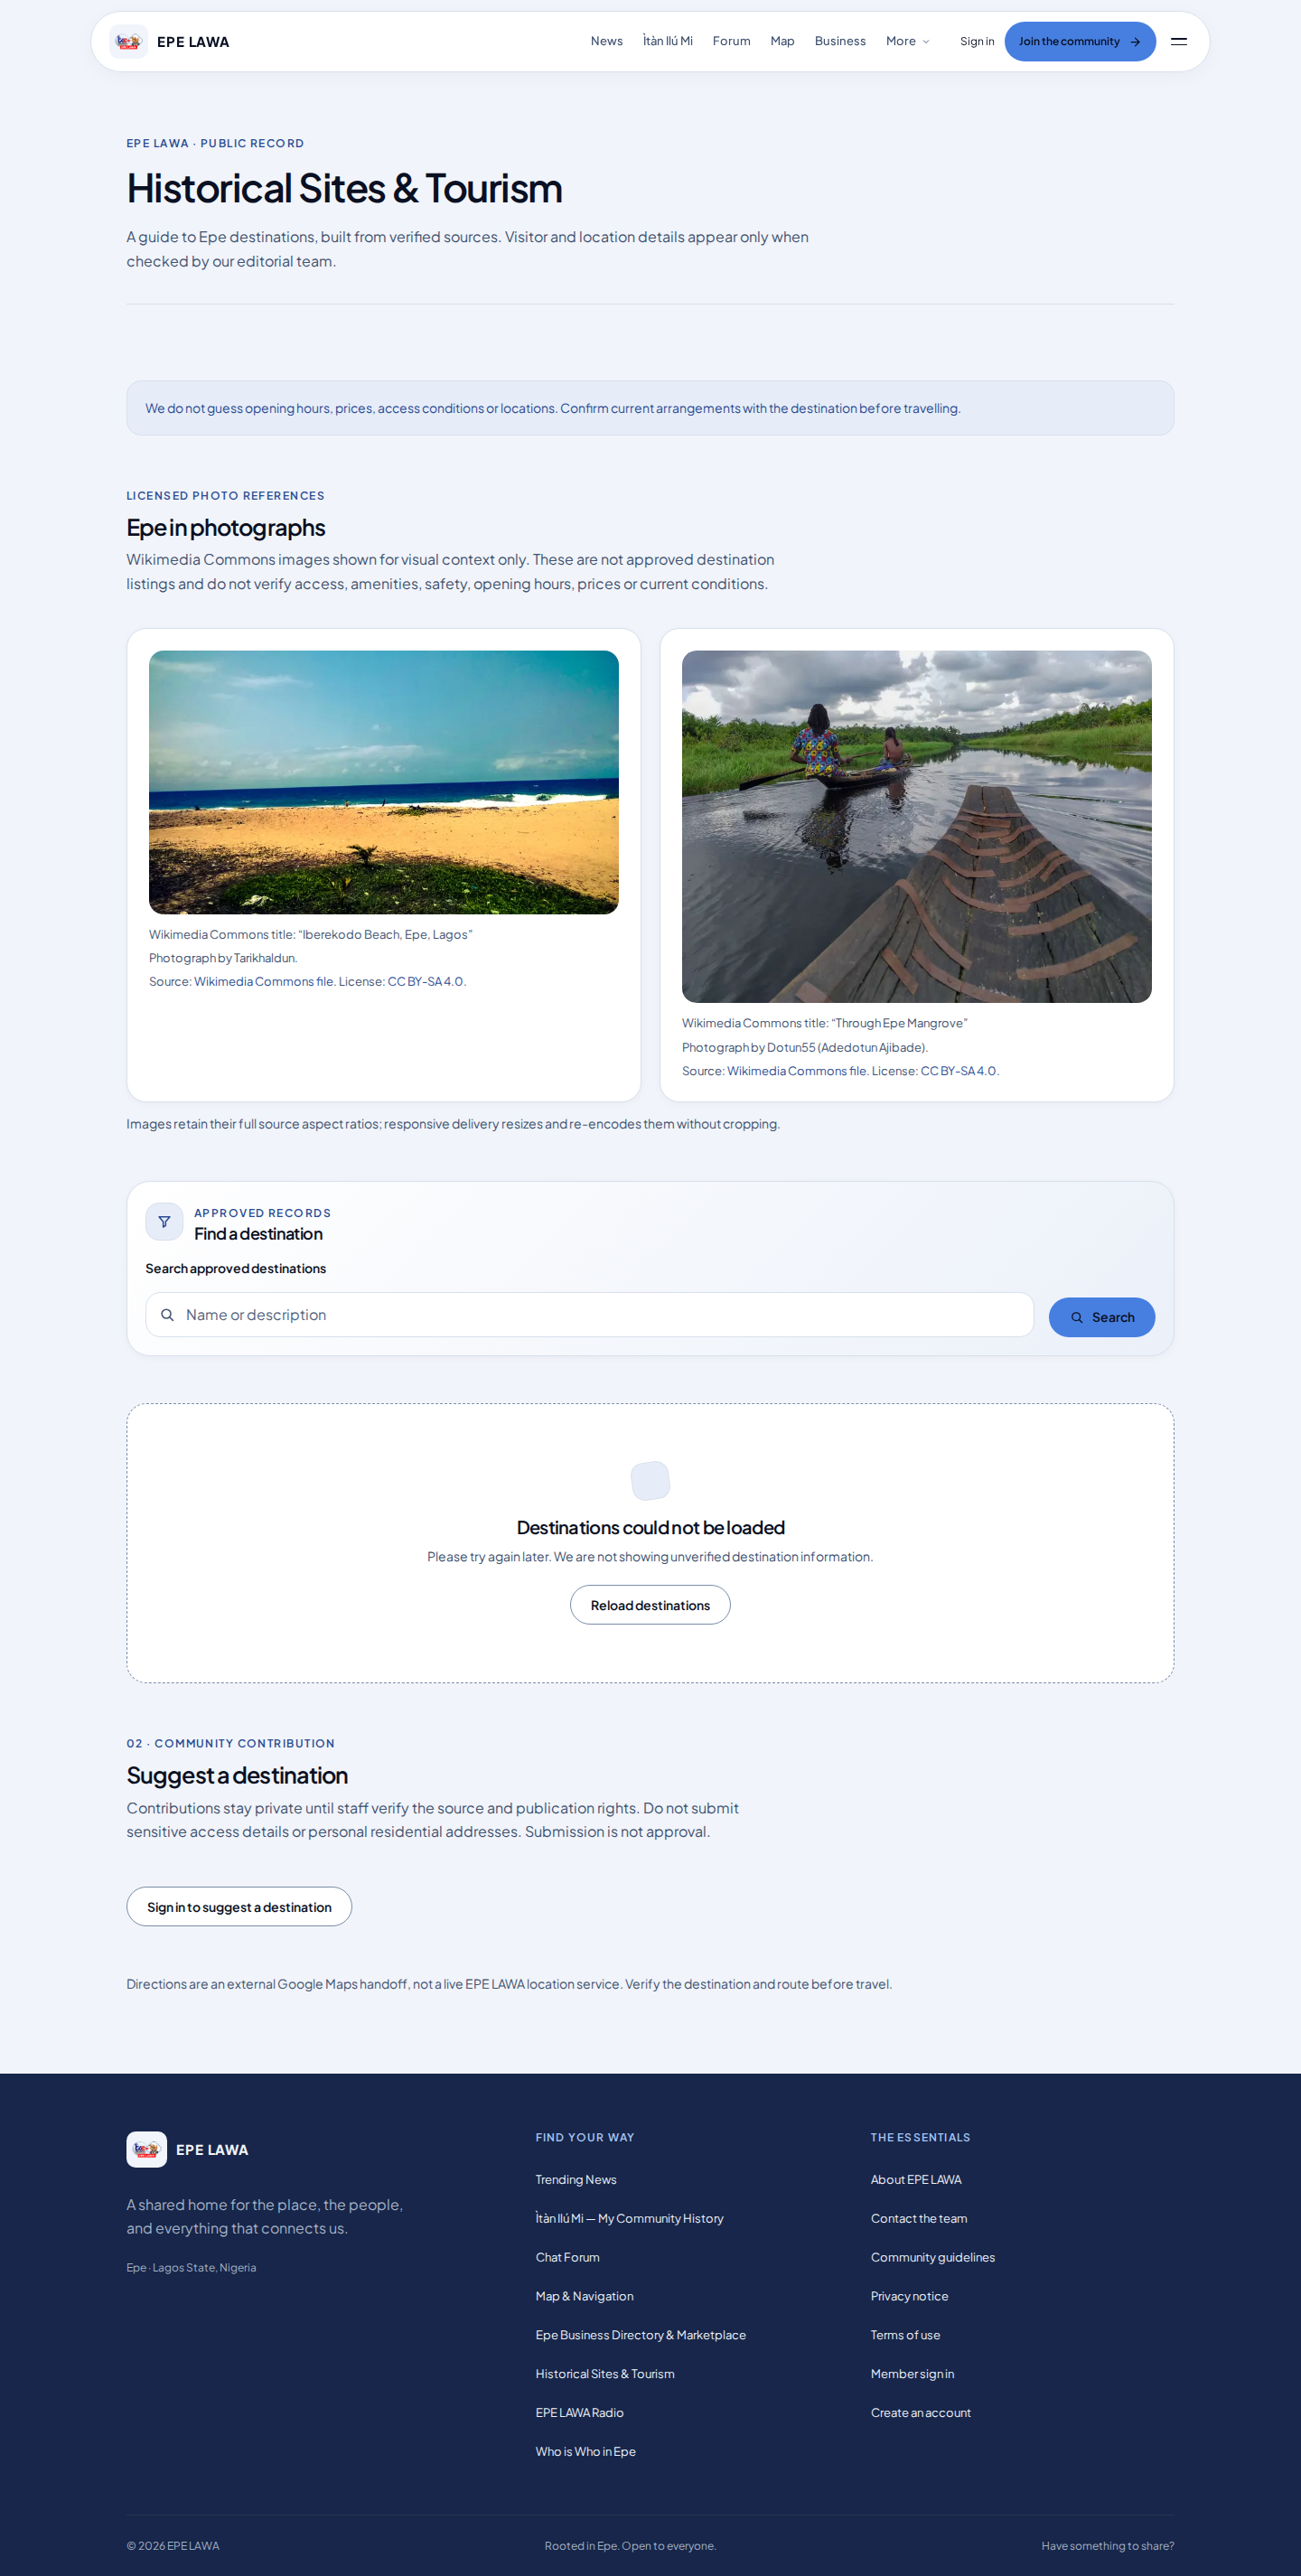 EPE LAWA
News
Ìtàn Ilú Mi
Forum
Map
Business
More
Sign in
Join the community
EPE LAWA · PUBLIC RECORD
Historical Sites & Tourism
A guide to Epe destinations, built from verified sources. Visitor and location details appear only when
checked by our editorial team.
We do not guess opening hours, prices, access conditions or locations. Confirm current arrangements with the destination before travelling.
LICENSED PHOTO REFERENCES
Epe in photographs
Wikimedia Commons images shown for visual context only. These are not approved destination
listings and do not verify access, amenities, safety, opening hours, prices or current conditions.
Wikimedia Commons title: “Iberekodo Beach, Epe, Lagos”
Photograph by Tarikhaldun.
Source: Wikimedia Commons file. License: CC BY-SA 4.0.
Wikimedia Commons title: “Through Epe Mangrove”
Photograph by Dotun55 (Adedotun Ajibade).
Source: Wikimedia Commons file. License: CC BY-SA 4.0.
Images retain their full source aspect ratios; responsive delivery resizes and re-encodes them without cropping.
APPROVED RECORDS
Find a destination
Search approved destinations
Name or description
Search
Destinations could not be loaded
Please try again later. We are not showing unverified destination information.
Reload destinations
02 · COMMUNITY CONTRIBUTION
Suggest a destination
Contributions stay private until staff verify the source and publication rights. Do not submit
sensitive access details or personal residential addresses. Submission is not approval.
Sign in to suggest a destination
Directions are an external Google Maps handoff, not a live EPE LAWA location service. Verify the destination and route before travel.
EPE LAWA
A shared home for the place, the people,
and everything that connects us.
Epe · Lagos State, Nigeria
FIND YOUR WAY
Trending News
Ìtàn Ilú Mi — My Community History
Chat Forum
Map & Navigation
Epe Business Directory & Marketplace
Historical Sites & Tourism
EPE LAWA Radio
Who is Who in Epe
THE ESSENTIALS
About EPE LAWA
Contact the team
Community guidelines
Privacy notice
Terms of use
Member sign in
Create an account
© 2026 EPE LAWA
Rooted in Epe. Open to everyone.
Have something to share?